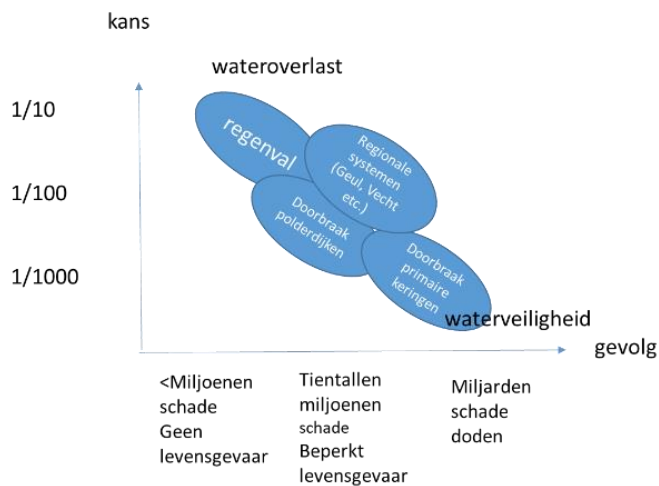 kans
wateroverlast
1/10
1/100
1/1000
regenval
Regionale
systemen
(Geul, Vecht
etc.)
Doorbraak
polderdijken
Doorbraak
primaire
keringen
waterveiligheid
gevolg
<Miljoenen
schade
Geen
levensgevaar
Tientallen
miljoenen
schade
Beperkt
levensgevaar
Miljarden
schade
doden